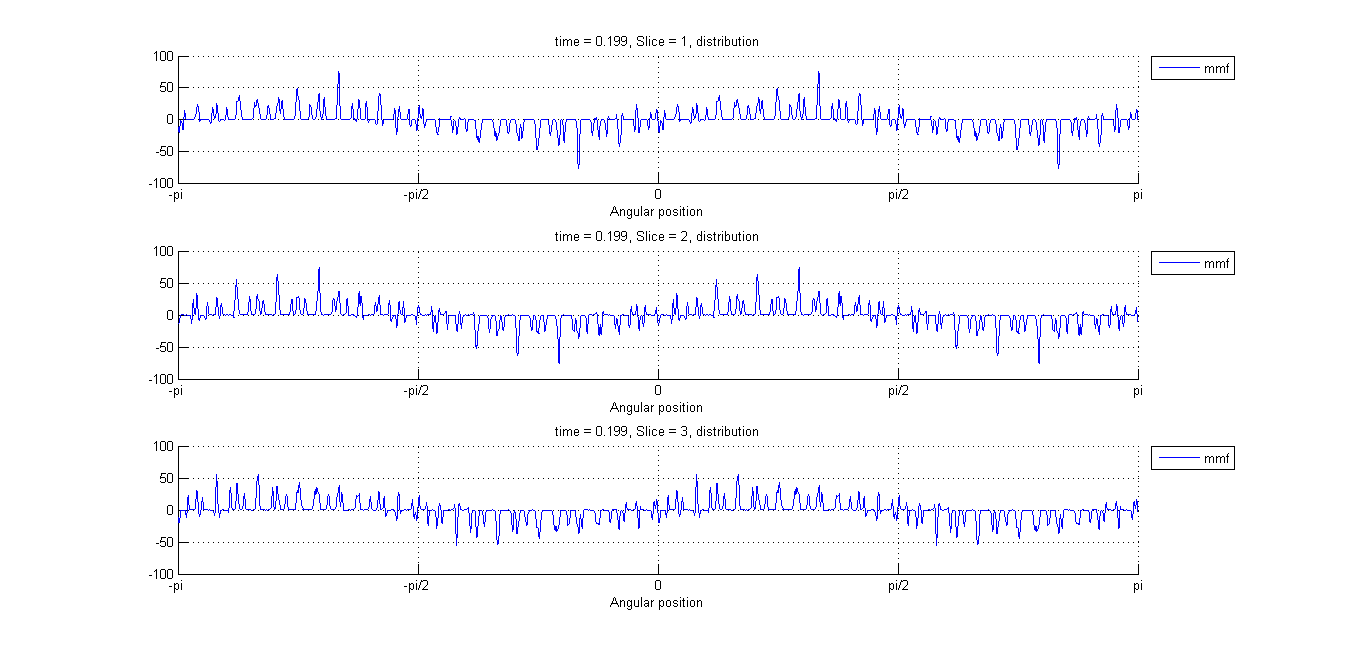 time = 0.199, Slice = 1, distribution
100
50
0
-50
-100
-pi
-pi/2
0
pi/2
pi
Angular position
mmf
time = 0.199, Slice = 2, distribution
100
50
0
-50
-100
-pi
-pi/2
0
pi/2
pi
Angular position
mmf
time = 0.199, Slice = 3, distribution
100
50
0
-50
-100
-pi
-pi/2
0
pi/2
pi
Angular position
mmf